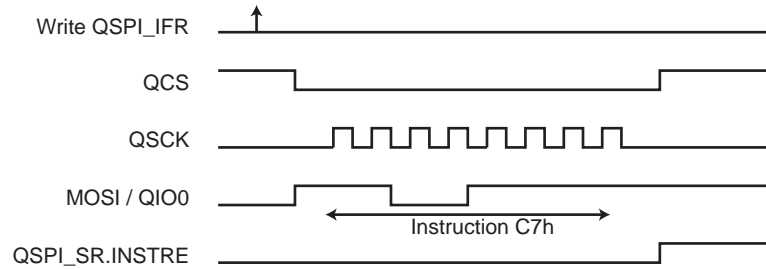 Write QSPI_IFR
QCS
QSCK
MOSI / QIO0
Instruction C7h
QSPI_SR.INSTRE